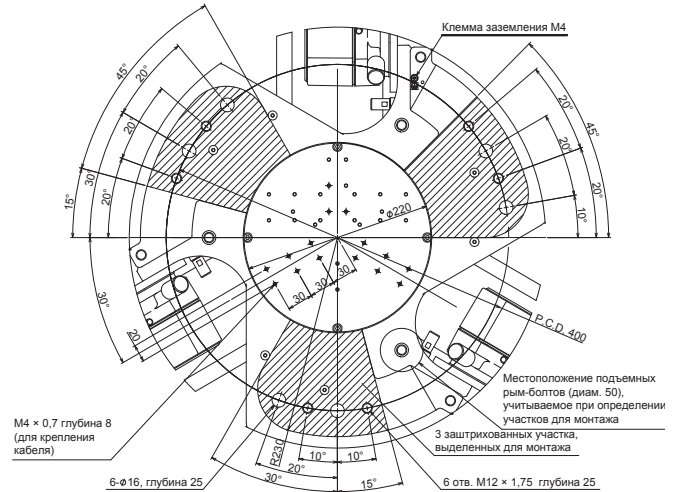 Клемма заземления М4
45°
20°
20
30°
20°
15°
20°
45°
20°
20°
10°
ϕ220
30
30
30
30°
20
P.C.D. 400
Местоположение подъемных
рым-болтов (диам. 50),
учитываемое при определении
участков для монтажа
М4 × 0,7 глубина 8
(для крепления
кабеля)
3 заштрихованных участка,
выделенных для монтажа
R230
10°
10°
20°
30°
15°
6-ϕ16, глубина 25
6 отв. М12 × 1,75 глубина 25